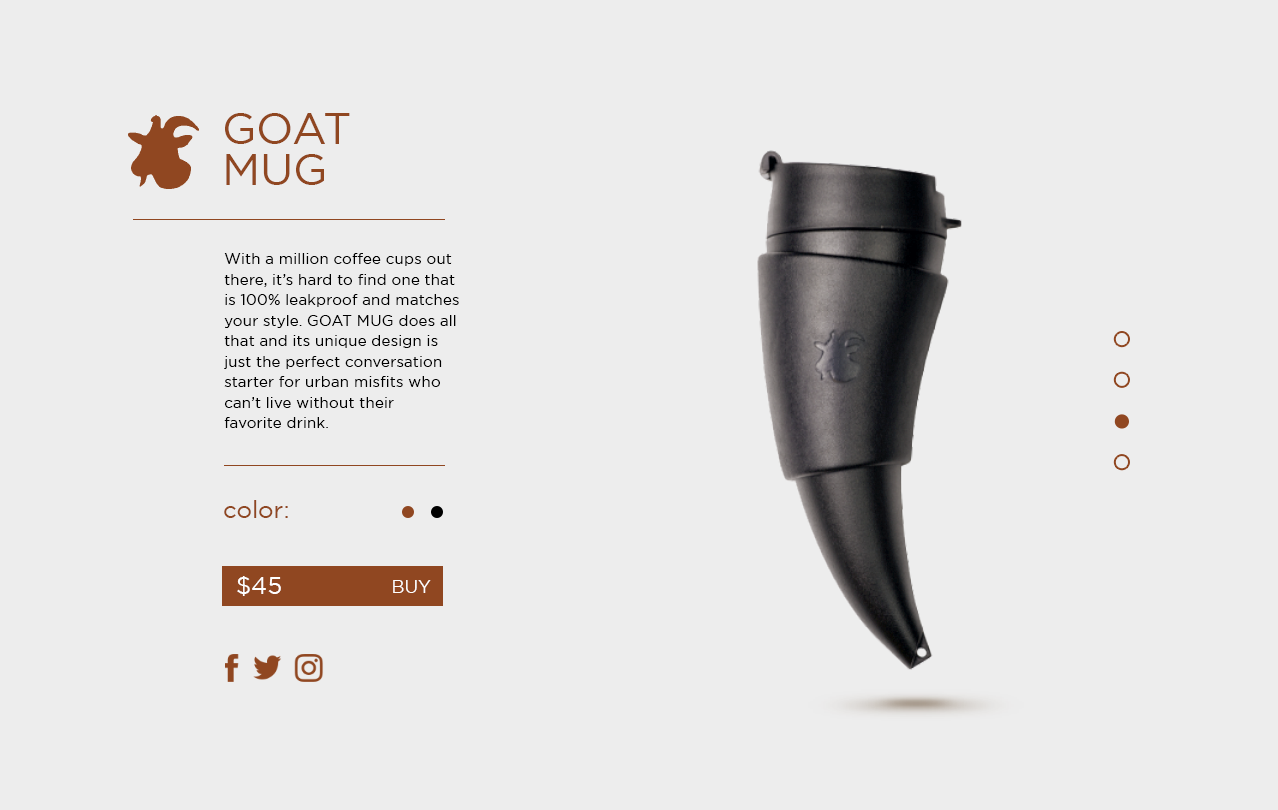 GOAT
MUG
With a million coffee cups out
there, it’s hard to find one that
is 100% leakproof and matches
your style. GOAT MUG does all
that and its unique design is
just the perfect conversation
starter for urban misfits who
can’t live without their
favorite drink.
color:
$45 BUY